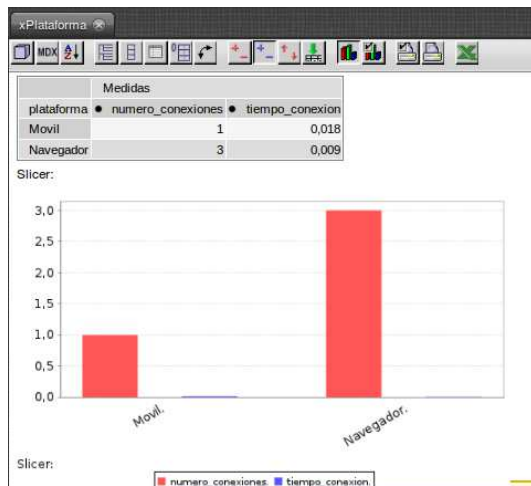 xPlataforma
MDX A Z
Medidas
plataforma numero_conexiones tiempo_conexion
Movil 1 0,018
Navegador 3 0,009
Slicer:
3,0
2,5
2,0
1,5
1,0
0,5
0,0
Movil. Navegador.
Slicer:
numero_conexiones. tiempo_conexion.